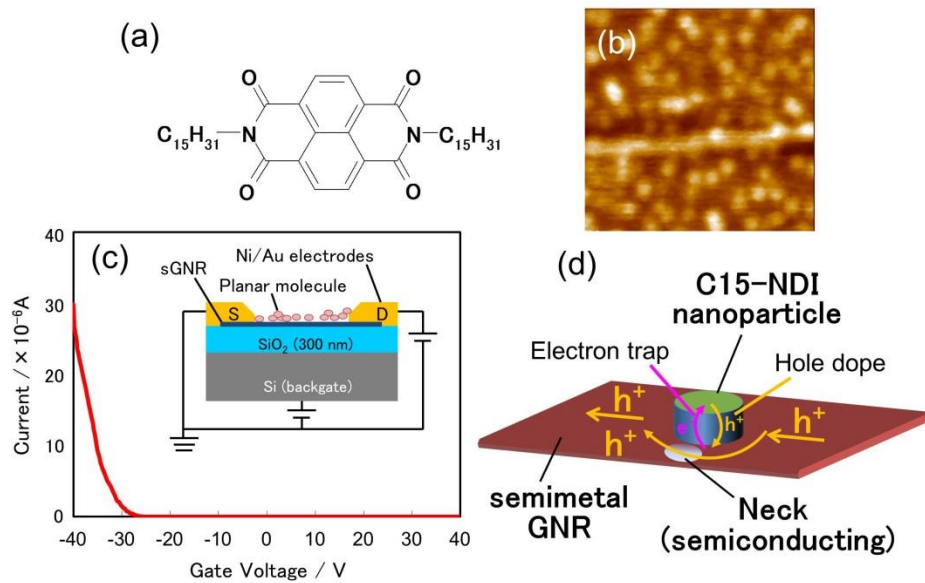 (a)
O
O
C₁₅H₃₁
N
N
C₁₅H₃₁
O
O
(b)
(c)
Ni/Au electrodes
sGNR
Planar molecule
S
D
SiO₂ (300 nm)
Si (backgate)
40
30
20
10
0
Current / × 10⁻⁶A
-40
-30
-20
-10
0
10
20
30
40
Gate Voltage / V
(d)
C15-NDI
nanoparticle
Electron trap
Hole dope
h⁺
h⁺
h⁺
h⁺
e⁻
semimetal
GNR
Neck
(semiconducting)